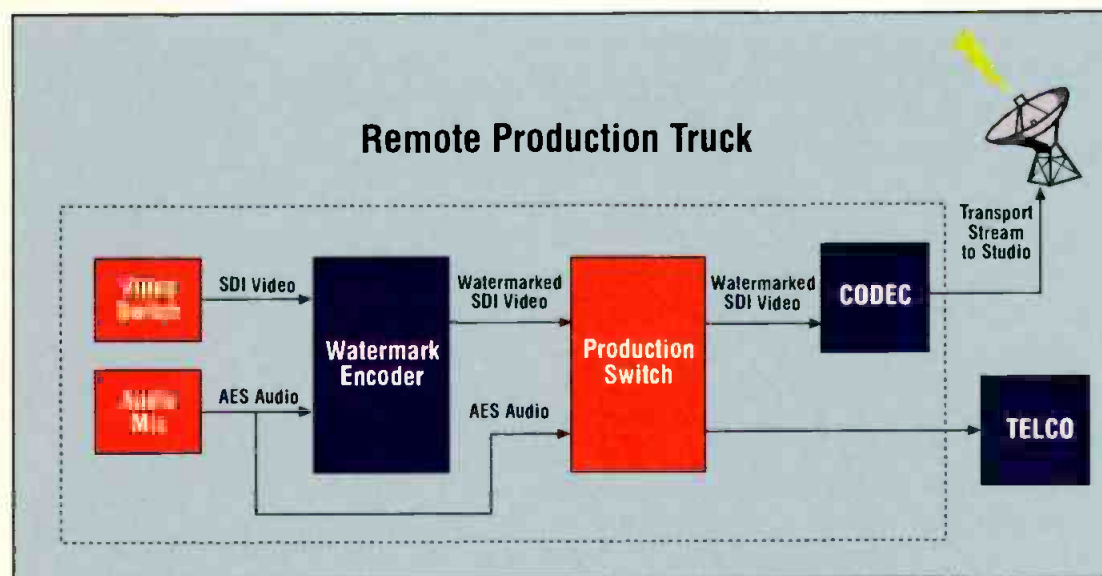 Remote Production Truck
Transport
Stream
to Studio
SDI Video
Watermarked
SDI Video
Watermarked
SDI Video
CODEC
Watermark
Encoder
Production
Switch
AES Audio
AES Audio
TELCO